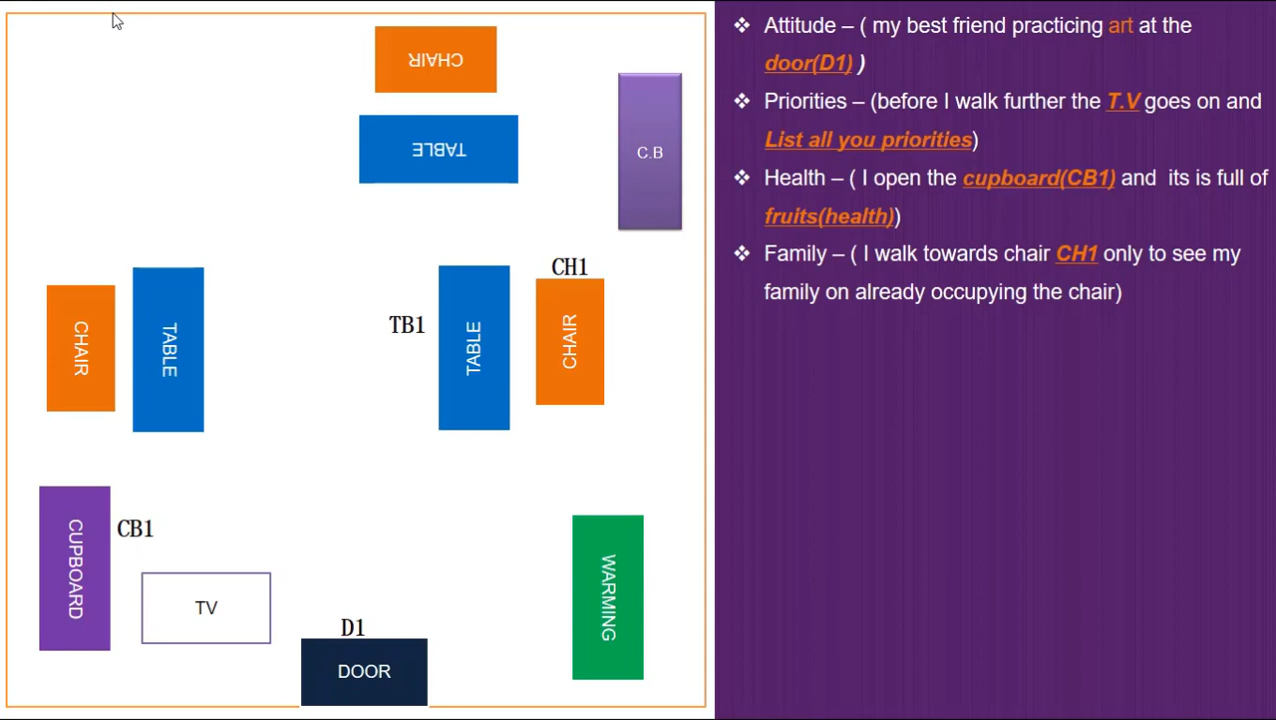 CHAIR
TABLE
C.B
CH1
CHAIR
TABLE
TB1
TABLE
CHAIR
CUPBOARD
CB1
TV
D1
DOOR
WARMING
❖ Attitude – ( my best friend practicing art at the
door(D1) )
❖ Priorities – (before I walk further the T.V goes on and
List all you priorities)
❖ Health – ( I open the cupboard(CB1) and its is full of
fruits(health))
❖ Family – ( I walk towards chair CH1 only to see my
family on already occupying the chair)